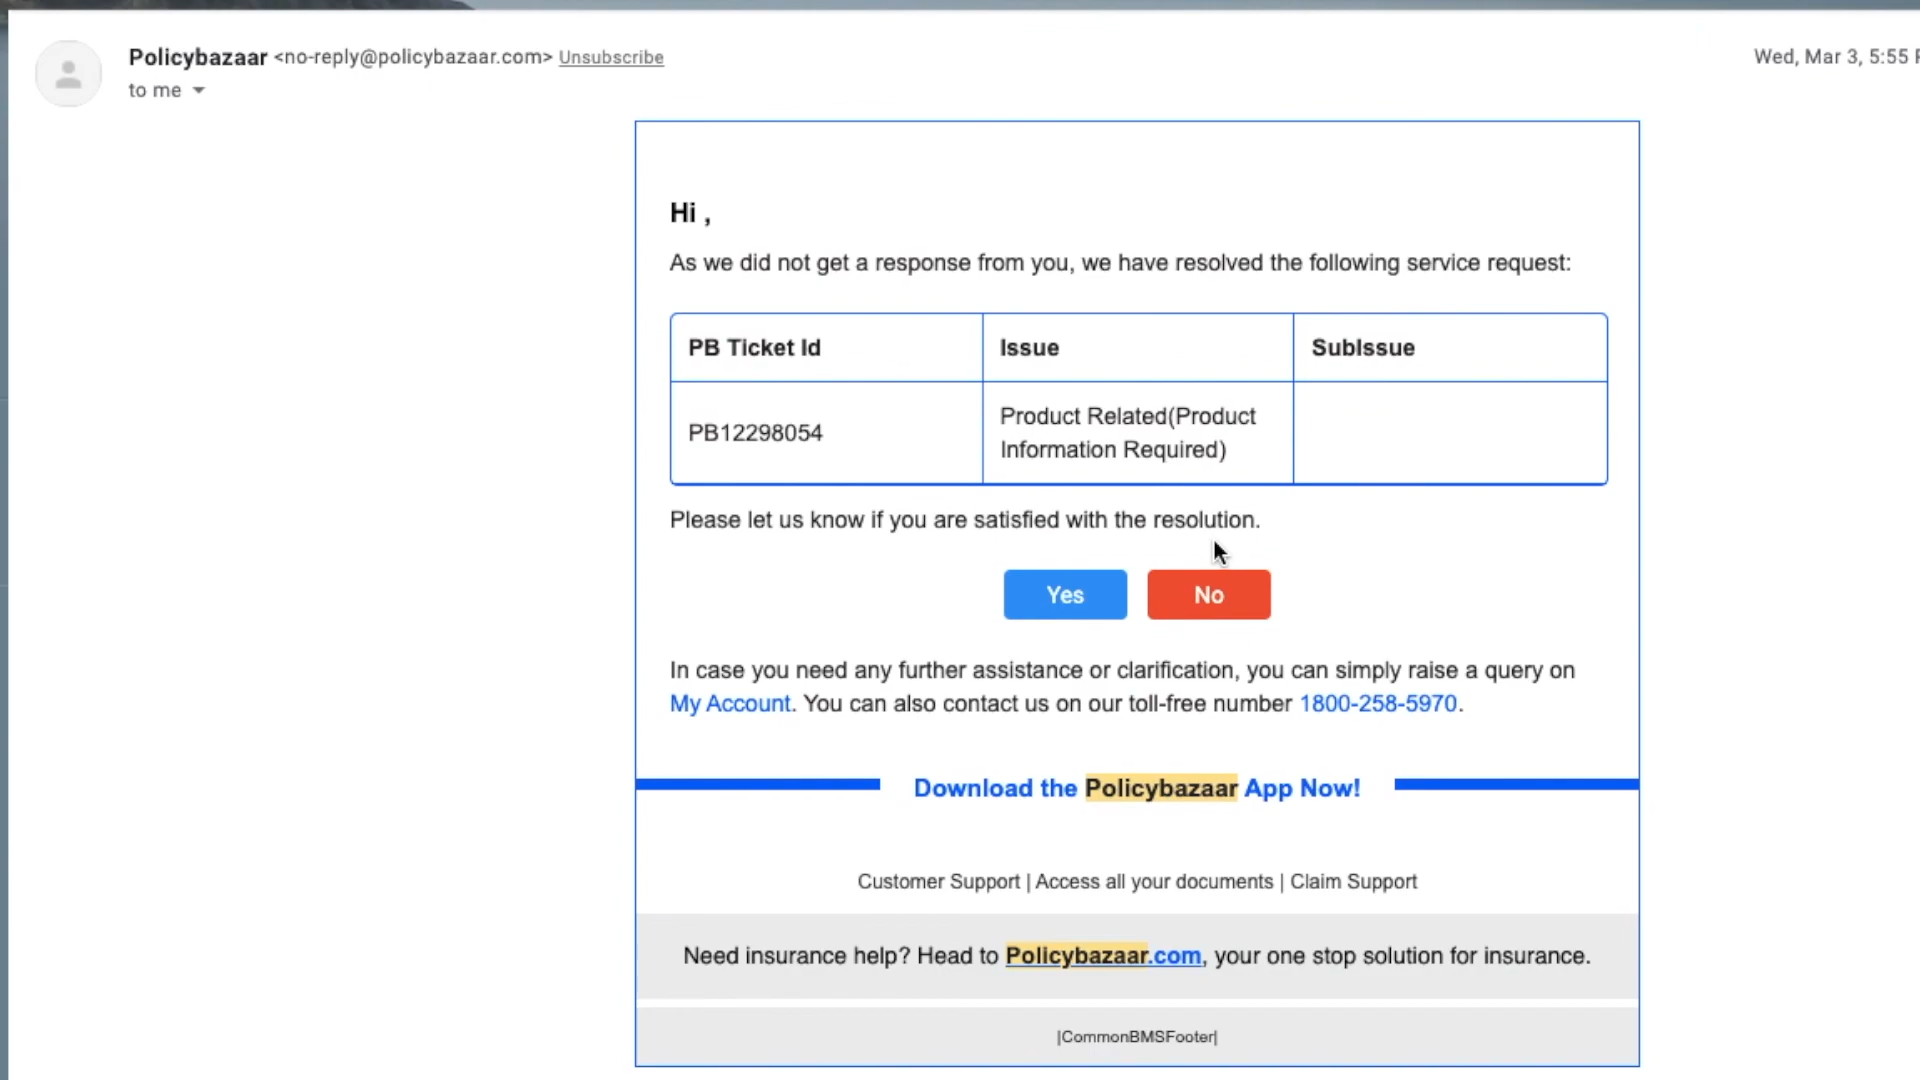 Policybazaar <no-reply@policybazaar.com> Unsubscribe
Wed, Mar 3, 5:55
to me
Hi ,
As we did not get a response from you, we have resolved the following service request:
PB Ticket Id Issue SubIssue
PB12298054 Product Related(Product
Information Required)
Please let us know if you are satisfied with the resolution.
Yes No
In case you need any further assistance or clarification, you can simply raise a query on
My Account. You can also contact us on our toll-free number 1800-258-5970.
Download the Policybazaar App Now!
Customer Support | Access all your documents | Claim Support
Need insurance help? Head to Policybazaar.com, your one stop solution for insurance.
|CommonBMSFooter|